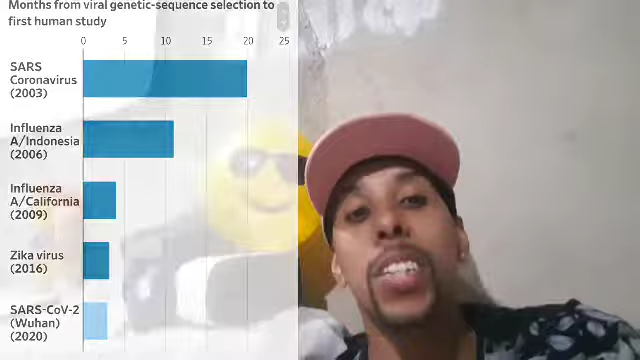 Months from viral genetic-sequence selection to
first human study
0 5 10 15 20 25
SARS
Coronavirus
(2003)
Influenza
A/Indonesia
(2006)
Influenza
A/California
(2009)
Zika virus
(2016)
SARS-CoV-2
(Wuhan)
(2020)